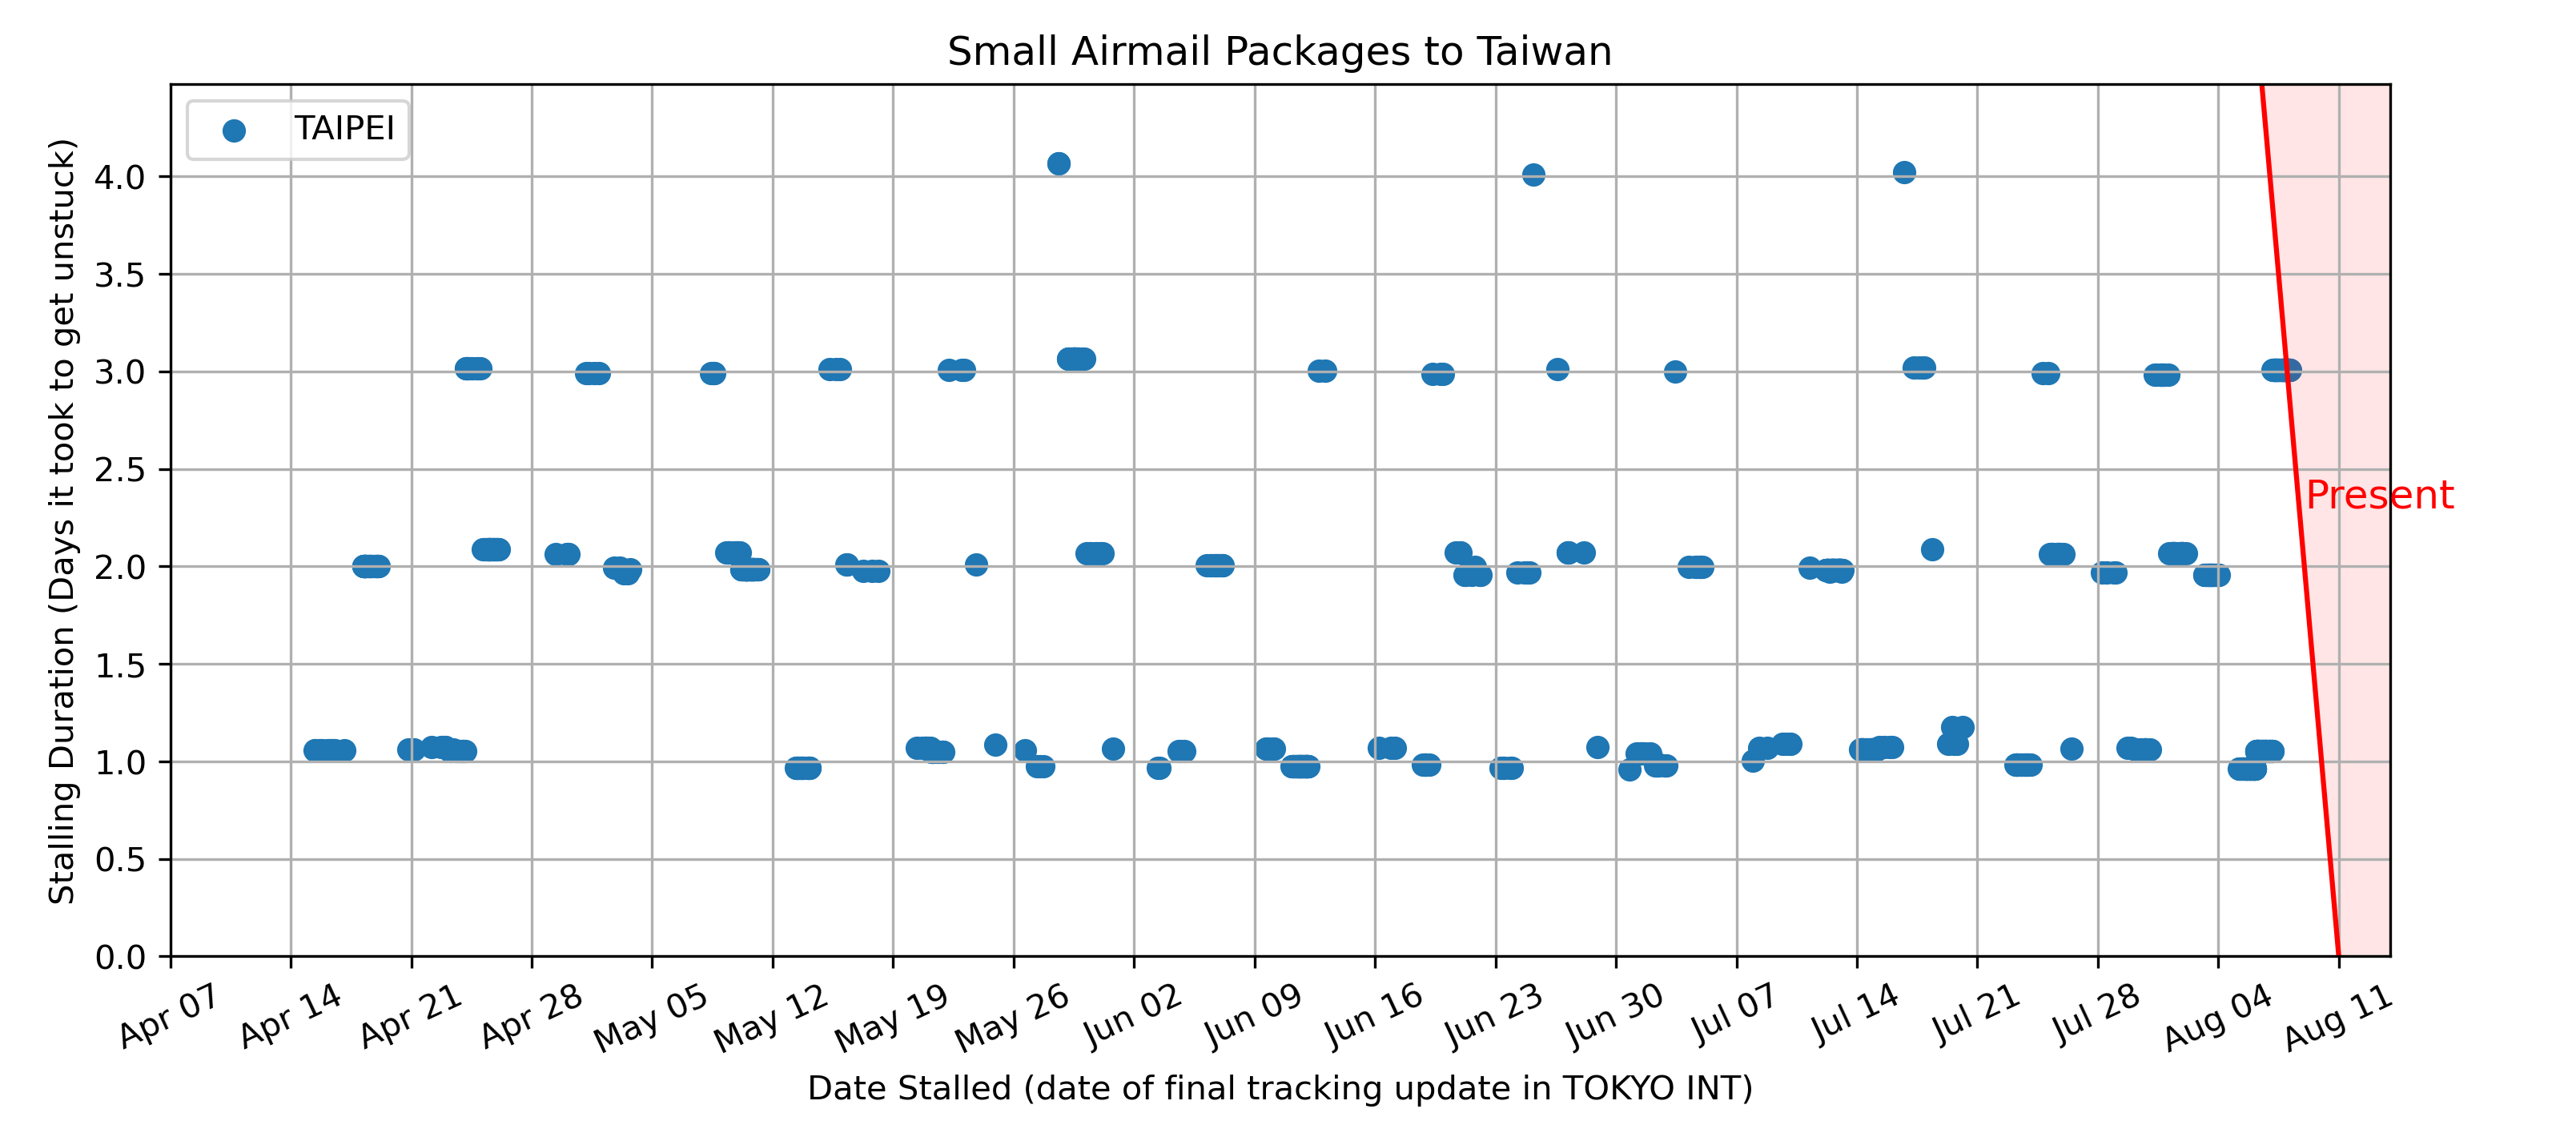 Small Airmail Packages to Taiwan
TAIPEI
Stalling Duration (Days it took to get unstuck)
4.0
3.5
3.0
2.5
2.0
1.5
1.0
0.5
0.0
Present
Apr 07 Apr 14 Apr 21 Apr 28 May 05 May 12 May 19 May 26 Jun 02 Jun 09 Jun 16 Jun 23 Jun 30 Jul 07 Jul 14 Jul 21 Jul 28 Aug 04 Aug 11
Date Stalled (date of final tracking update in TOKYO INT)